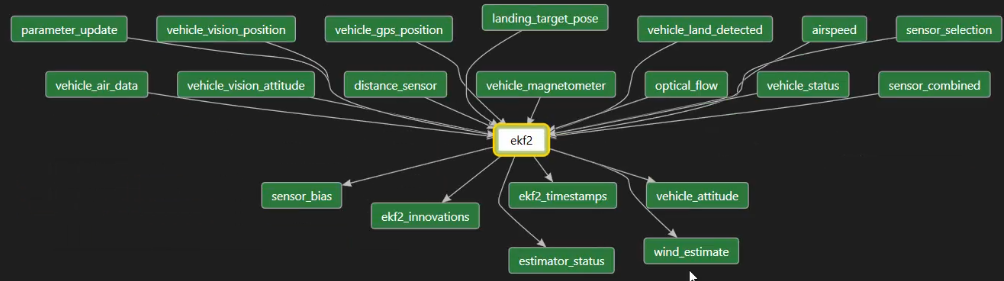 landing_target_pose
parameter_update
vehicle_vision_position
vehicle_gps_position
vehicle_land_detected
airspeed
sensor_selection
vehicle_air_data
vehicle_vision_attitude
distance_sensor
vehicle_magnetometer
optical_flow
vehicle_status
sensor_combined
ekf2
sensor_bias
ekf2_timestamps
vehicle_attitude
ekf2_innovations
wind_estimate
estimator_status